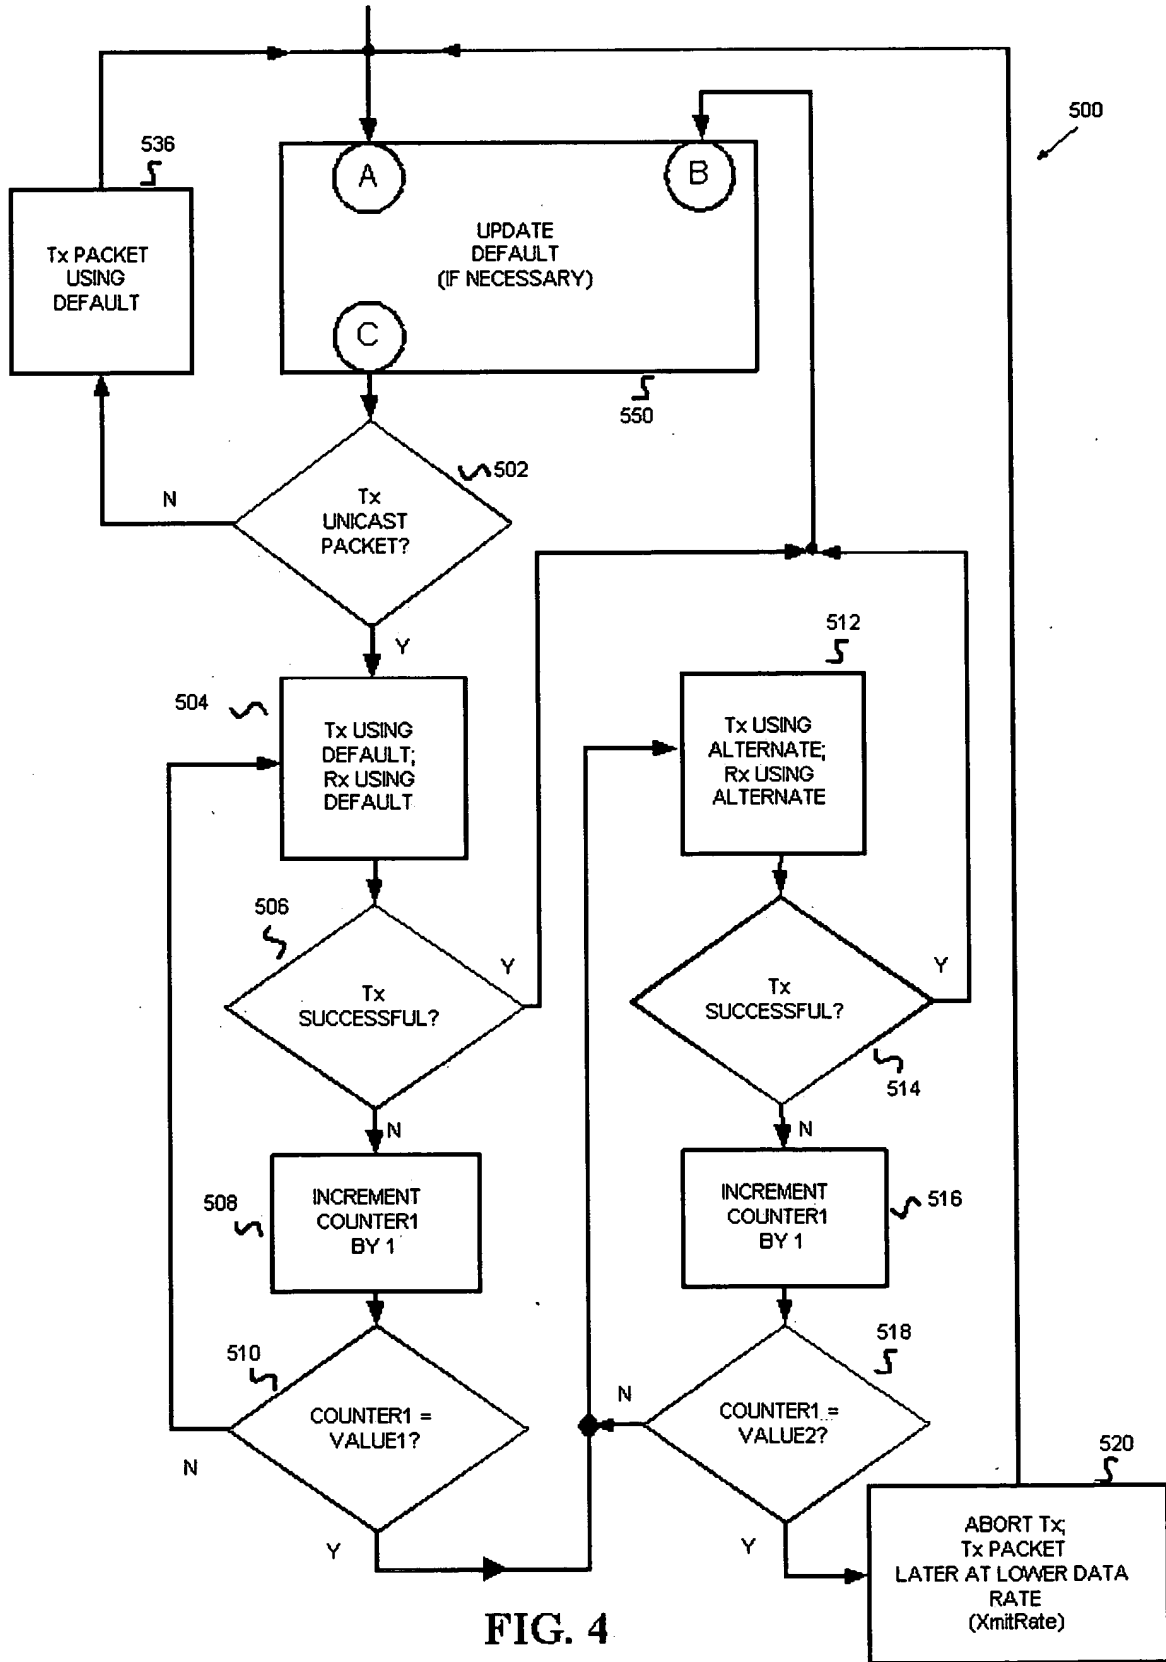 500
536
A
B
Tx PACKET
USING
DEFAULT
UPDATE
DEFAULT
(IF NECESSARY)
C
550
502
N
Tx
UNICAST
PACKET?
Y
504
Tx USING
DEFAULT;
Rx USING
DEFAULT
512
Tx USING
ALTERNATE;
Rx USING
ALTERNATE
506
Y
Tx
SUCCESSFUL?
Y
Tx
SUCCESSFUL?
514
N
N
508
INCREMENT
COUNTER1
BY 1
INCREMENT
COUNTER1
BY 1
516
510
COUNTER1 =
VALUE1?
N
Y
518
N
COUNTER1 =
VALUE2?
Y
520
ABORT Tx;
Tx PACKET
LATER AT LOWER DATA
RATE
(XmitRate)
FIG. 4